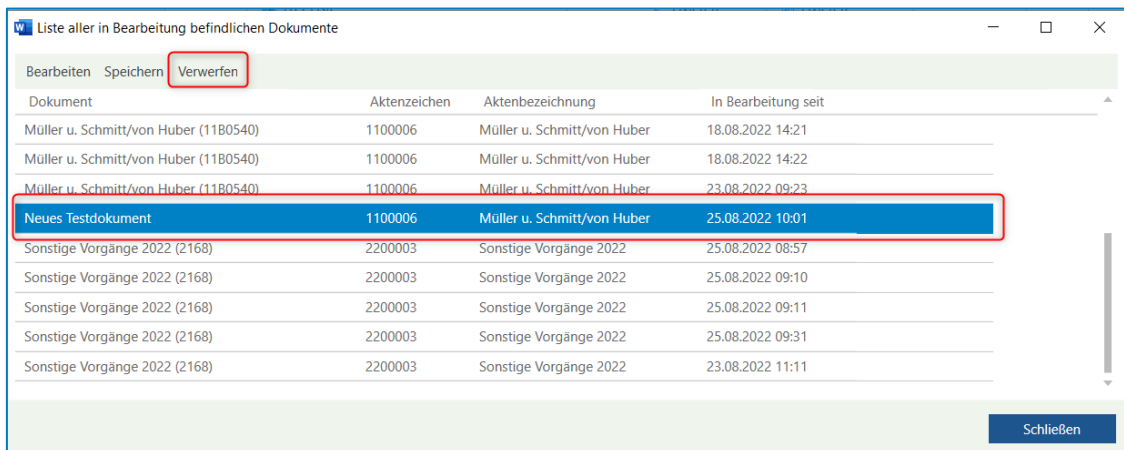 Liste aller in Bearbeitung befindlichen Dokumente
Bearbeiten Speichern Verwerfen
Dokument Aktenzeichen Aktenbezeichnung In Bearbeitung seit
Müller u. Schmitt/von Huber (11B0540) 1100006 Müller u. Schmitt/von Huber 18.08.2022 14:21
Müller u. Schmitt/von Huber (11B0540) 1100006 Müller u. Schmitt/von Huber 18.08.2022 14:22
Müller u. Schmitt/von Huber (11B0540) 1100006 Müller u. Schmitt/von Huber 23.08.2022 09:23
Neues Testdokument 1100006 Müller u. Schmitt/von Huber 25.08.2022 10:01
Sonstige Vorgänge 2022 (2168) 2200003 Sonstige Vorgänge 2022 25.08.2022 08:57
Sonstige Vorgänge 2022 (2168) 2200003 Sonstige Vorgänge 2022 25.08.2022 09:10
Sonstige Vorgänge 2022 (2168) 2200003 Sonstige Vorgänge 2022 25.08.2022 09:11
Sonstige Vorgänge 2022 (2168) 2200003 Sonstige Vorgänge 2022 25.08.2022 09:31
Sonstige Vorgänge 2022 (2168) 2200003 Sonstige Vorgänge 2022 23.08.2022 11:11
Schließen